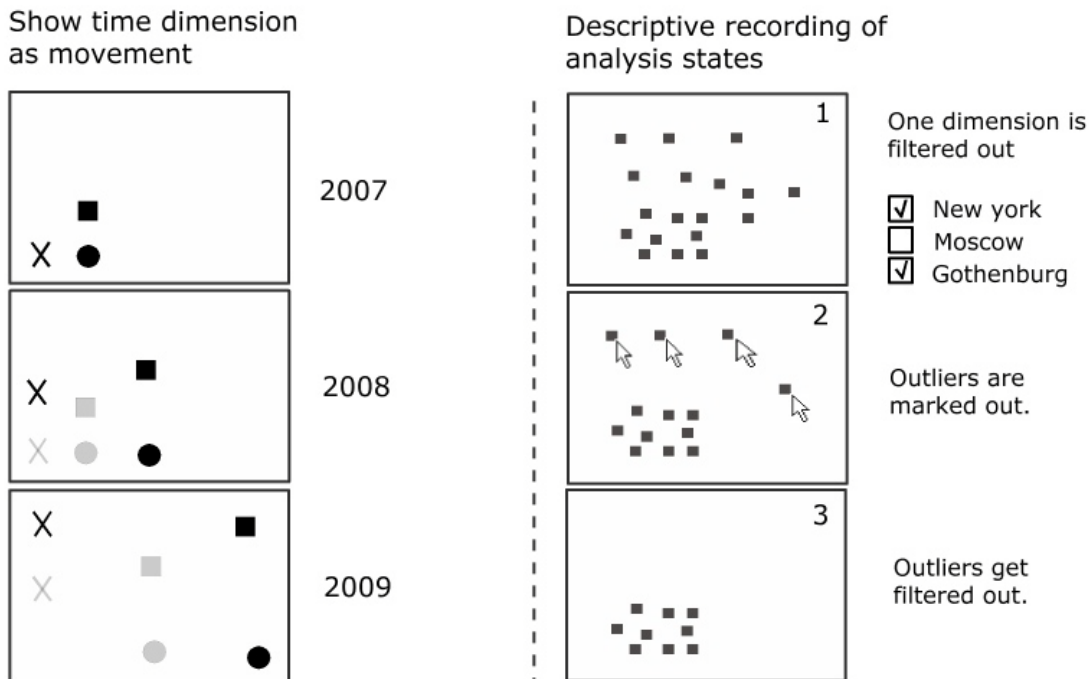 Show time dimension
as movement
2007
2008
2009
Descriptive recording of
analysis states
1
One dimension is
filtered out
New york
Moscow
Gothenburg
2
Outliers are
marked out.
3
Outliers get
filtered out.